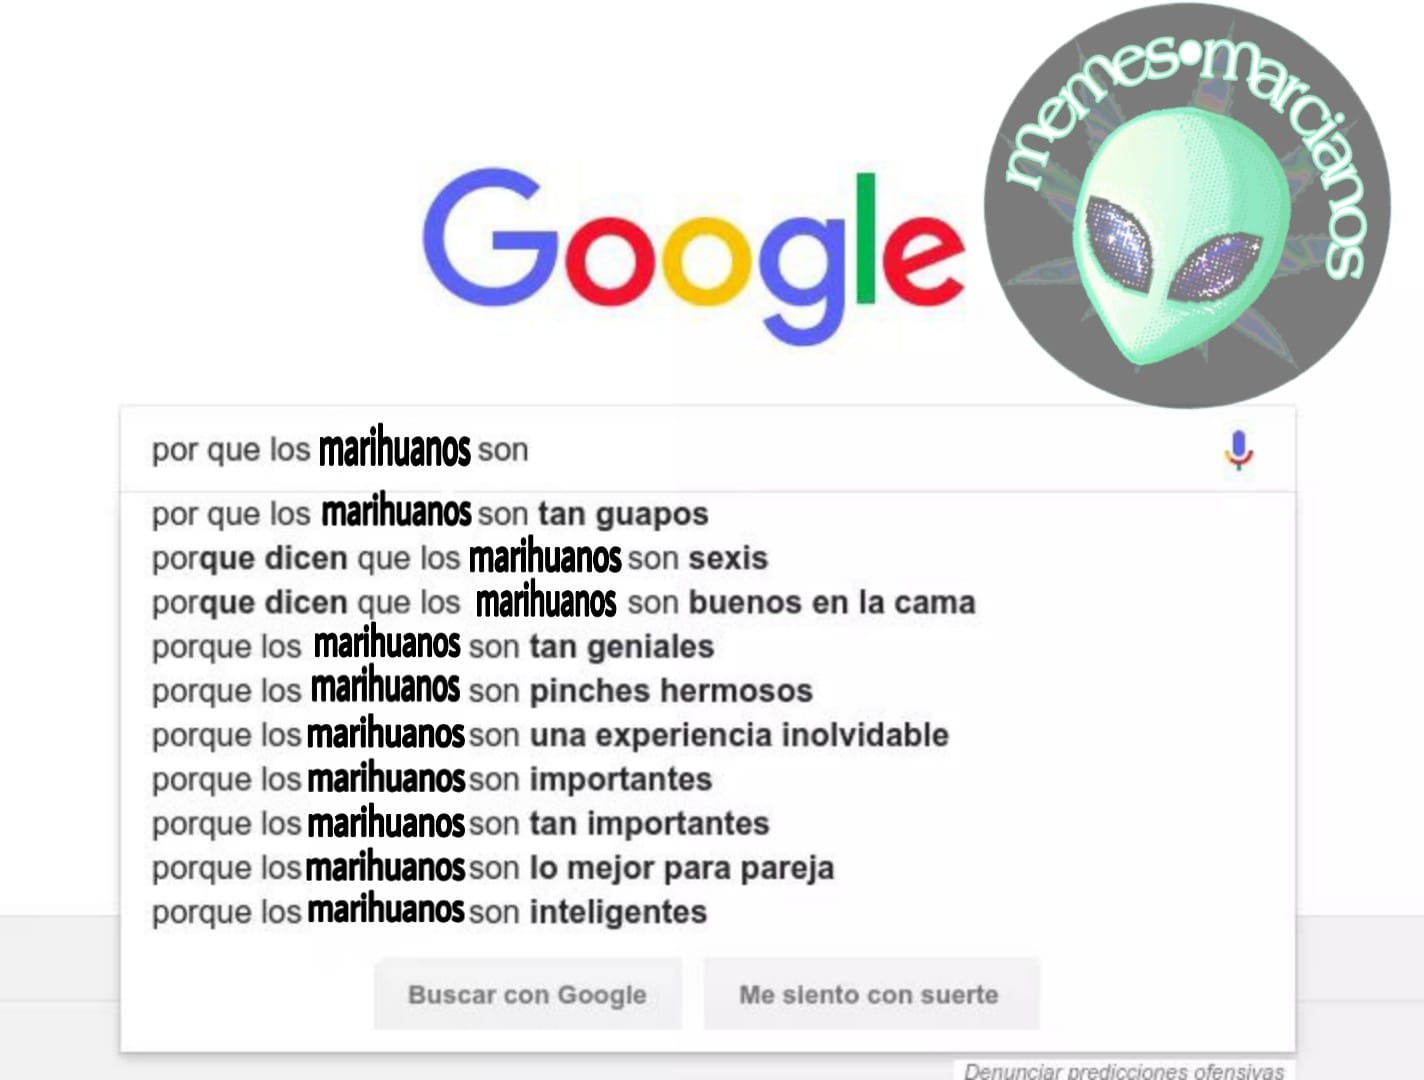 memes•marcianos
Google
por que los marihuanos son
por que los marihuanos son tan guapos
porque dicen que los marihuanos son sexis
porque dicen que los marihuanos son buenos en la cama
porque los marihuanos son tan geniales
porque los marihuanos son pinches hermosos
porque los marihuanos son una experiencia inolvidable
porque los marihuanos son importantes
porque los marihuanos son tan importantes
porque los marihuanos son lo mejor para pareja
porque los marihuanos son inteligentes
Buscar con Google Me siento con suerte
Denunciar predicciones ofensivas